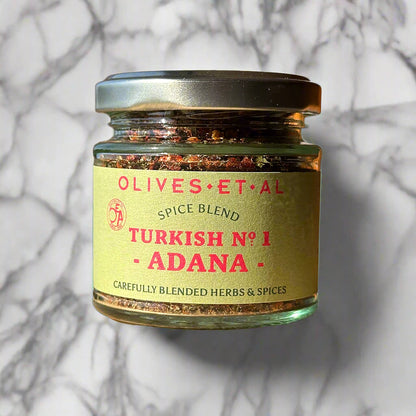 OLIVES•ET•AL
SPICE BLEND
TURKISH Nº 1
- ADANA -
CAREFULLY BLENDED HERBS & SPICES